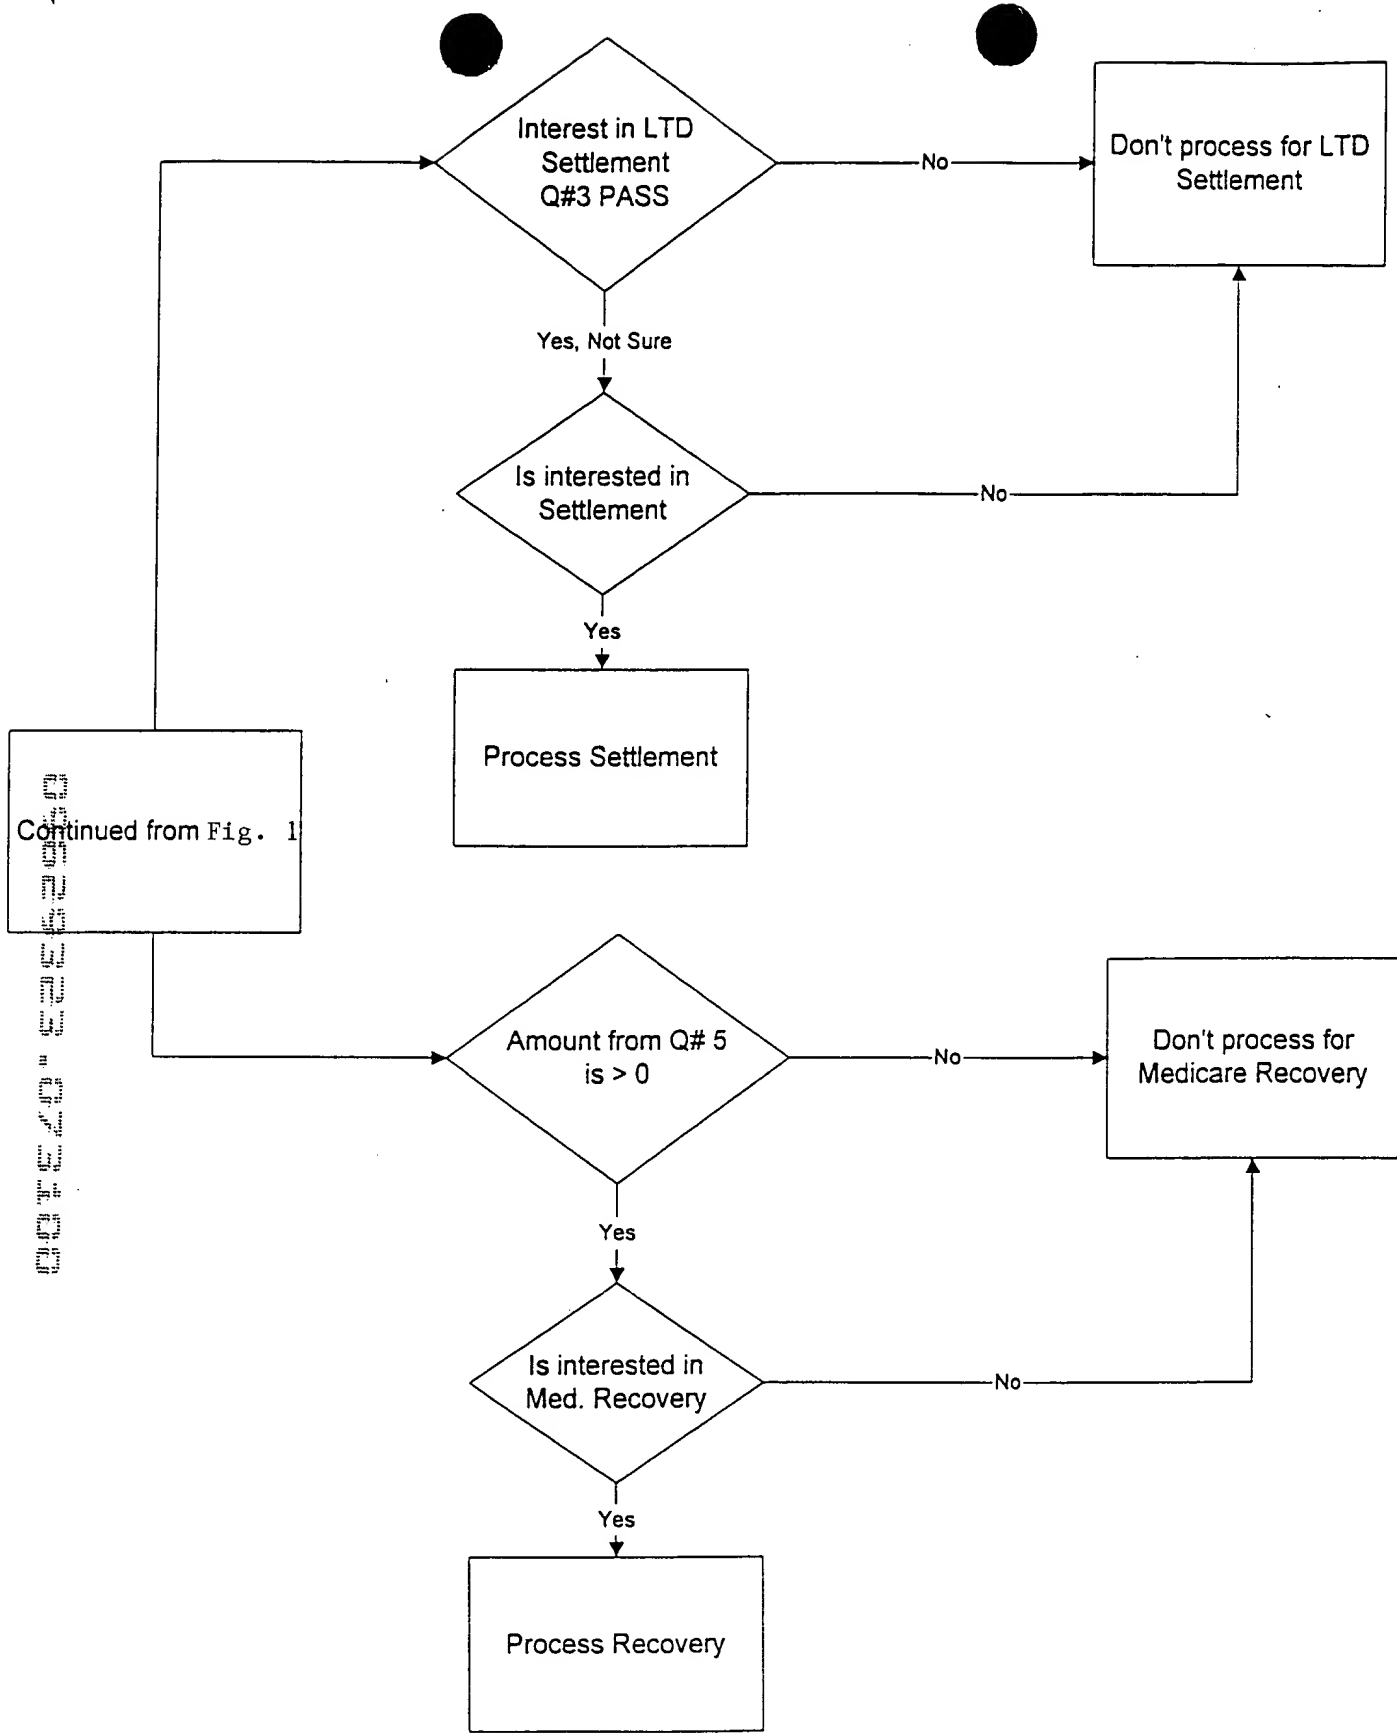 Interest in LTD
Settlement
Q#3 PASS
No
Don't process for LTD
Settlement
Yes, Not Sure
Is interested in
Settlement
No
Yes
Process Settlement
Continued from Fig. 1
Amount from Q# 5
is > 0
No
Don't process for
Medicare Recovery
Yes
Is interested in
Med. Recovery
No
Yes
Process Recovery